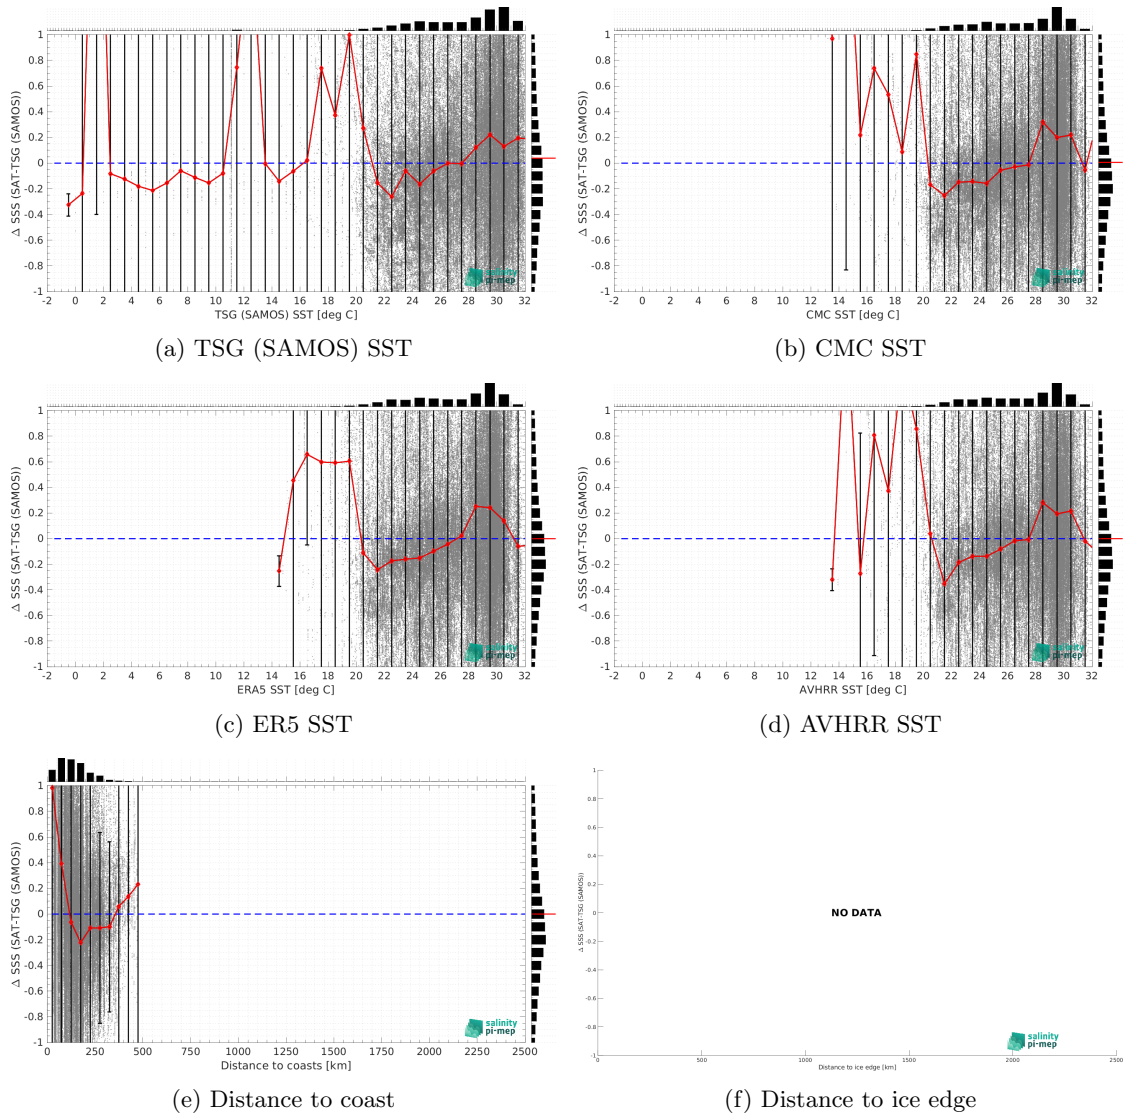 1
0.8
0.6
0.4
0.2
0
-0.2
-0.4
-0.6
-0.8
-1
Δ SSS (SAT-TSG (SAMOS))
salinity
pi-mep
-2 0 2 4 6 8 10 12 14 16 18 20 22 24 26 28 30 32
TSG (SAMOS) SST [deg C]
(a) TSG (SAMOS) SST
1
0.8
0.6
0.4
0.2
0
-0.2
-0.4
-0.6
-0.8
-1
Δ SSS (SAT-TSG (SAMOS))
salinity
pi-mep
-2 0 2 4 6 8 10 12 14 16 18 20 22 24 26 28 30 32
CMC SST [deg C]
(b) CMC SST
1
0.8
0.6
0.4
0.2
0
-0.2
-0.4
-0.6
-0.8
-1
Δ SSS (SAT-TSG (SAMOS))
salinity
pi-mep
-2 0 2 4 6 8 10 12 14 16 18 20 22 24 26 28 30 32
ERA5 SST [deg C]
(c) ER5 SST
1
0.8
0.6
0.4
0.2
0
-0.2
-0.4
-0.6
-0.8
-1
Δ SSS (SAT-TSG (SAMOS))
salinity
pi-mep
-2 0 2 4 6 8 10 12 14 16 18 20 22 24 26 28 30 32
AVHRR SST [deg C]
(d) AVHRR SST
1
0.8
0.6
0.4
0.2
0
-0.2
-0.4
-0.6
-0.8
-1
Δ SSS (SAT-TSG (SAMOS))
salinity
pi-mep
0 250 500 750 1000 1250 1500 1750 2000 2250 2500
Distance to coasts [km]
(e) Distance to coast
1
0.8
0.6
0.4
0.2
0
-0.2
-0.4
-0.6
-0.8
-1
Δ SSS (SAT-TSG (SAMOS))
NO DATA
salinity
pi-mep
0 500 1000 1500 2000 2500
Distance to ice edge [km]
(f) Distance to ice edge